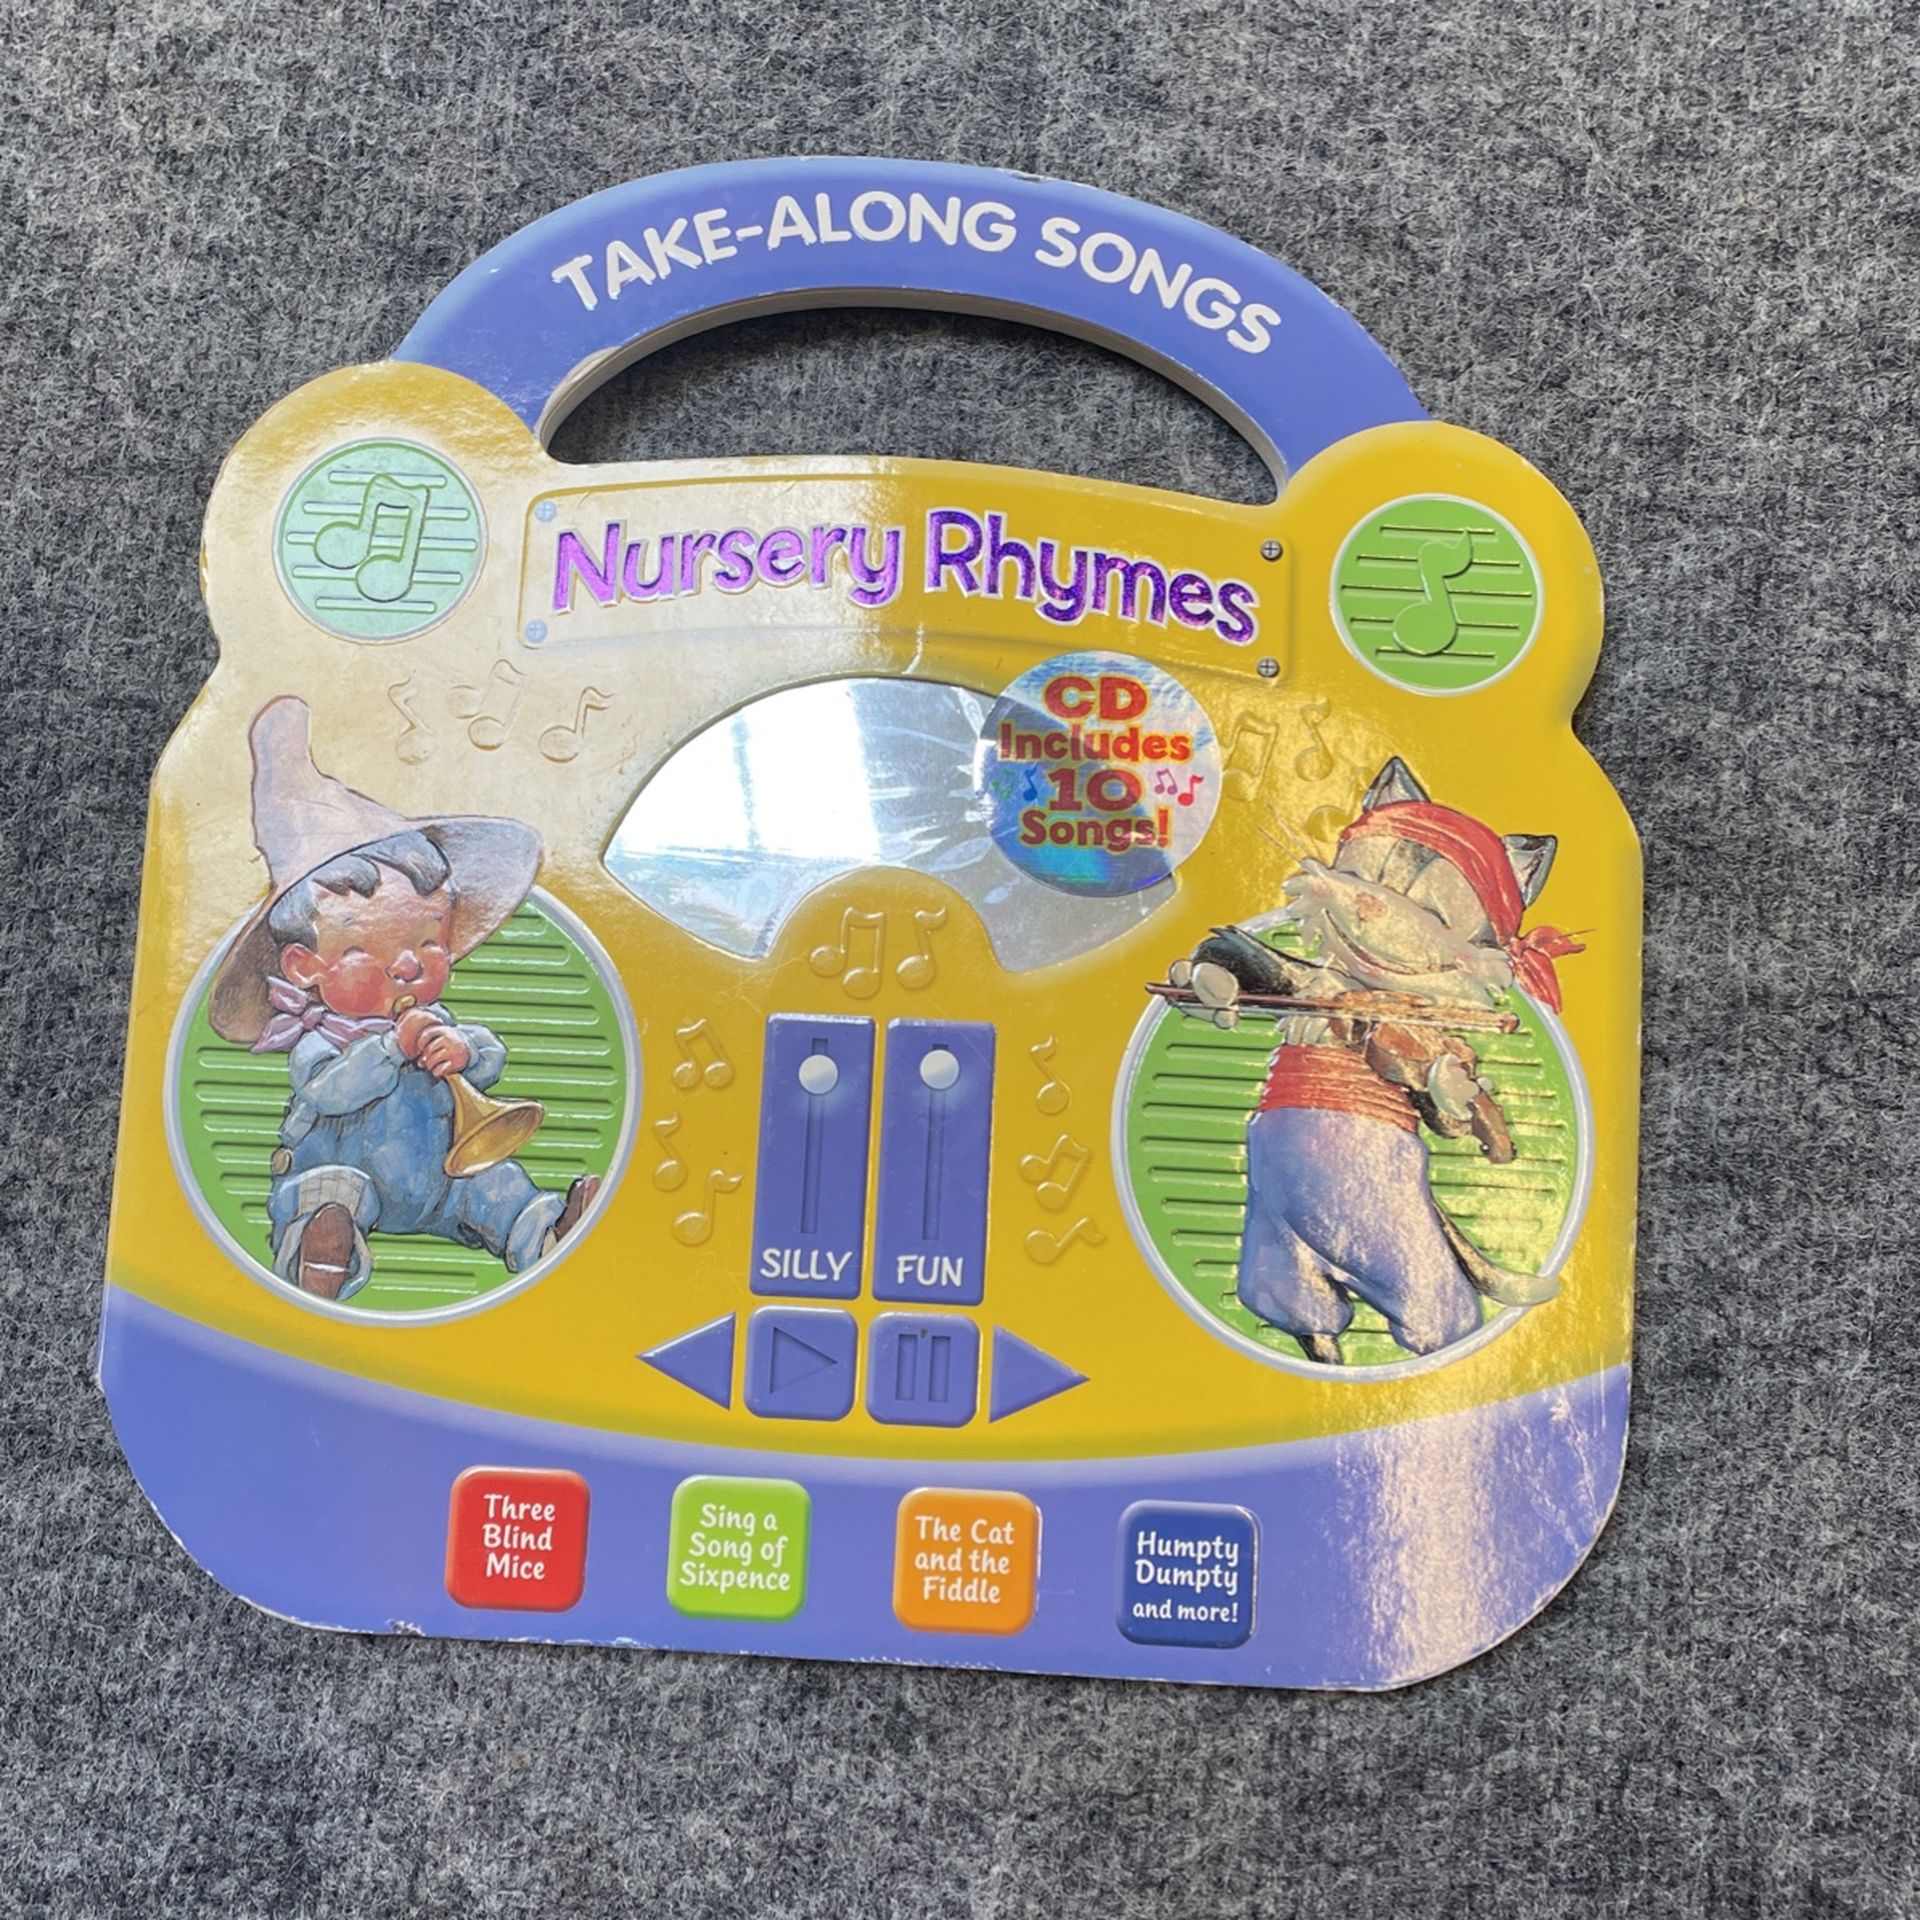 TAKE-ALONG SONGS
Nursery Rhymes
CD
Includes
10
Songs!
SILLY
FUN
Three
Blind
Mice
Sing a
Song of
Sixpence
The Cat
and the
Fiddle
Humpty
Dumpty
and more!